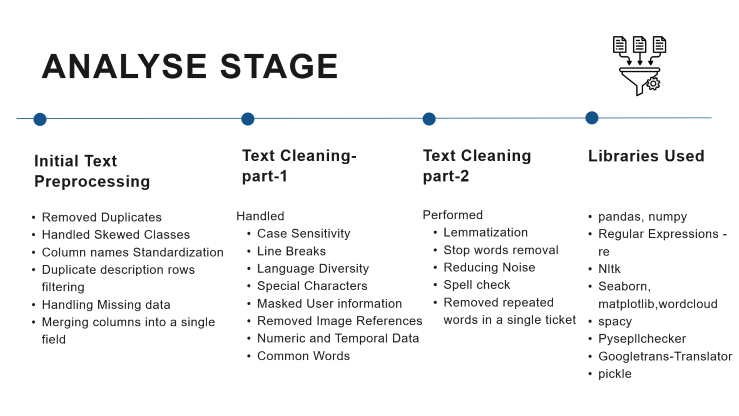 ANALYSE STAGE
Initial Text
Preprocessing
• Removed Duplicates
• Handled Skewed Classes
• Column names Standardization
• Duplicate description rows
filtering
• Handling Missing data
• Merging columns into a single
field
Text Cleaning-
part-1
Handled
• Case Sensitivity
• Line Breaks
• Language Diversity
• Special Characters
• Masked User information
• Removed Image References
• Numeric and Temporal Data
• Common Words
Text Cleaning
part-2
Performed
• Lemmatization
• Stop words removal
• Reducing Noise
• Spell check
• Removed repeated
words in a single ticket
Libraries Used
• pandas, numpy
• Regular Expressions -
re
• Nltk
• Seaborn,
matplotlib,wordcloud
• spacy
• Pysepllchecker
• Googletrans-Translator
• pickle